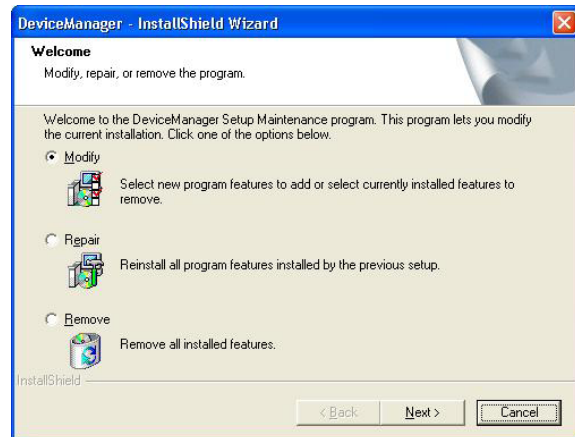 DeviceManager - InstallShield Wizard
Welcome
Modify, repair, or remove the program.
Welcome to the DeviceManager Setup Maintenance program. This program lets you modify
the current installation. Click one of the options below.
Modify
Select new program features to add or select currently installed features to
remove.
Repair
Reinstall all program features installed by the previous setup.
Remove
Remove all installed features.
InstallShield
< Back
Next >
Cancel